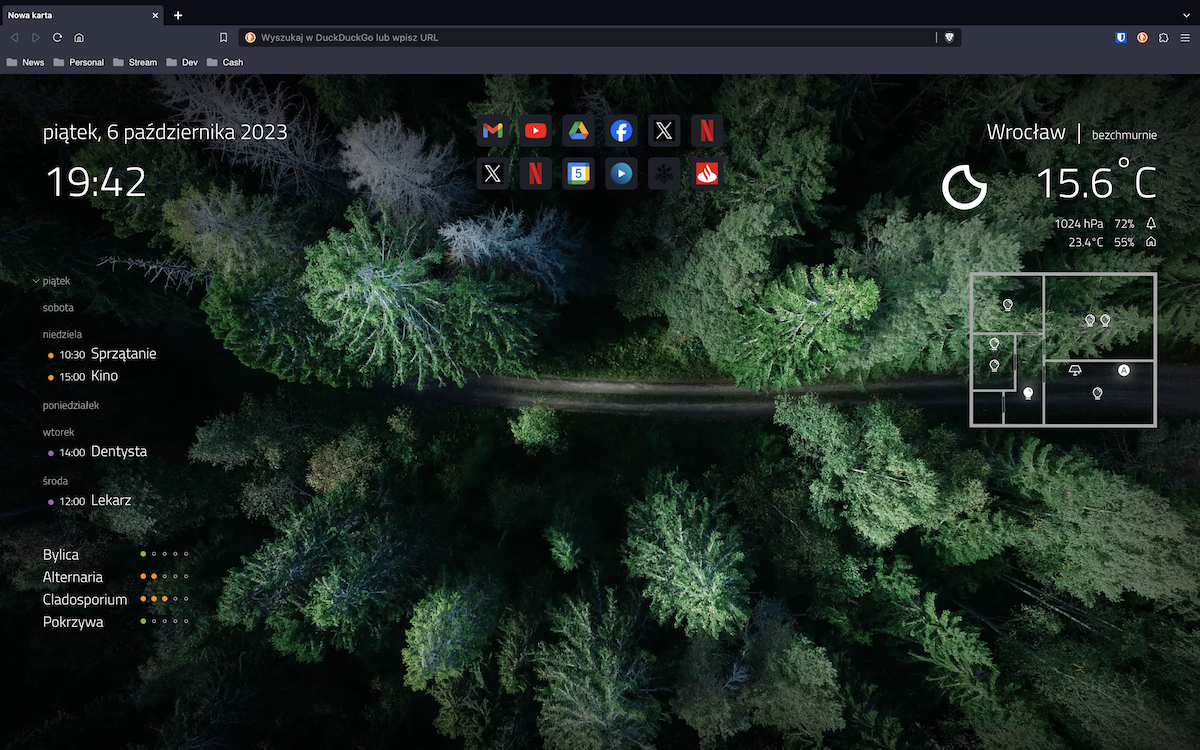 Nowa karta
Wyszukaj w DuckDuckGo lub wpisz URL
News Personal Stream Dev Cash
piątek, 6 października 2023
19:42
5
Wrocław | bezchmurnie
15.6°C
1024 hPa 72%
23.4°C 55%
A
piątek
sobota
niedziela
10:30 Sprzątanie
15:00 Kino
poniedziałek
wtorek
14:00 Dentysta
środa
12:00 Lekarz
Bylica
Alternaria
Cladosporium
Pokrzywa